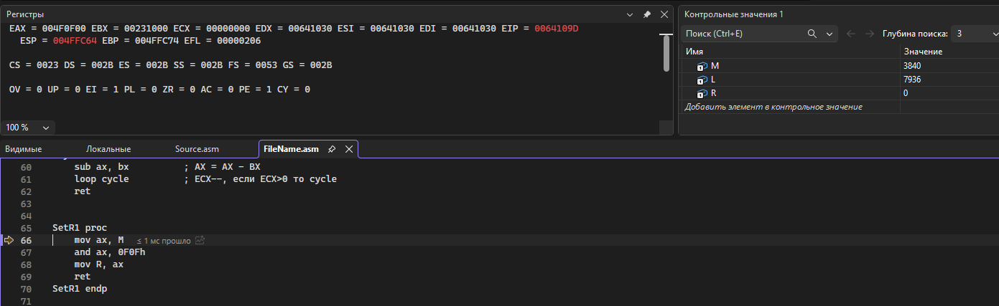 Регистры
EAX = 004F0F00 EBX = 00231000 ECX = 00000000 EDX = 00641030 ESI = 00641030 EDI = 00641030 EIP = 0064109D
ESP = 004FFC64 EBP = 004FFC74 EFL = 00000206
CS = 0023 DS = 002B ES = 002B SS = 002B FS = 0053 GS = 002B
OV = 0 UP = 0 EI = 1 PL = 0 ZR = 0 AC = 0 PE = 1 CY = 0
100 %
Контрольные значения 1
Поиск (Ctrl+E)
Глубина поиска: 3
Имя Значение
M 3840
L 7936
R 0
Добавить элемент в контрольное значение
Видимые Локальные Source.asm FileName.asm
60 sub ax, bx ; AX = AX - BX
61 loop cycle ; ECX--, если ECX>0 то cycle
62 ret
63
64
65 SetR1 proc
66 mov ax, M ≤ 1 мс прошло
67 and ax, 0F0Fh
68 mov R, ax
69 ret
70 SetR1 endp
71